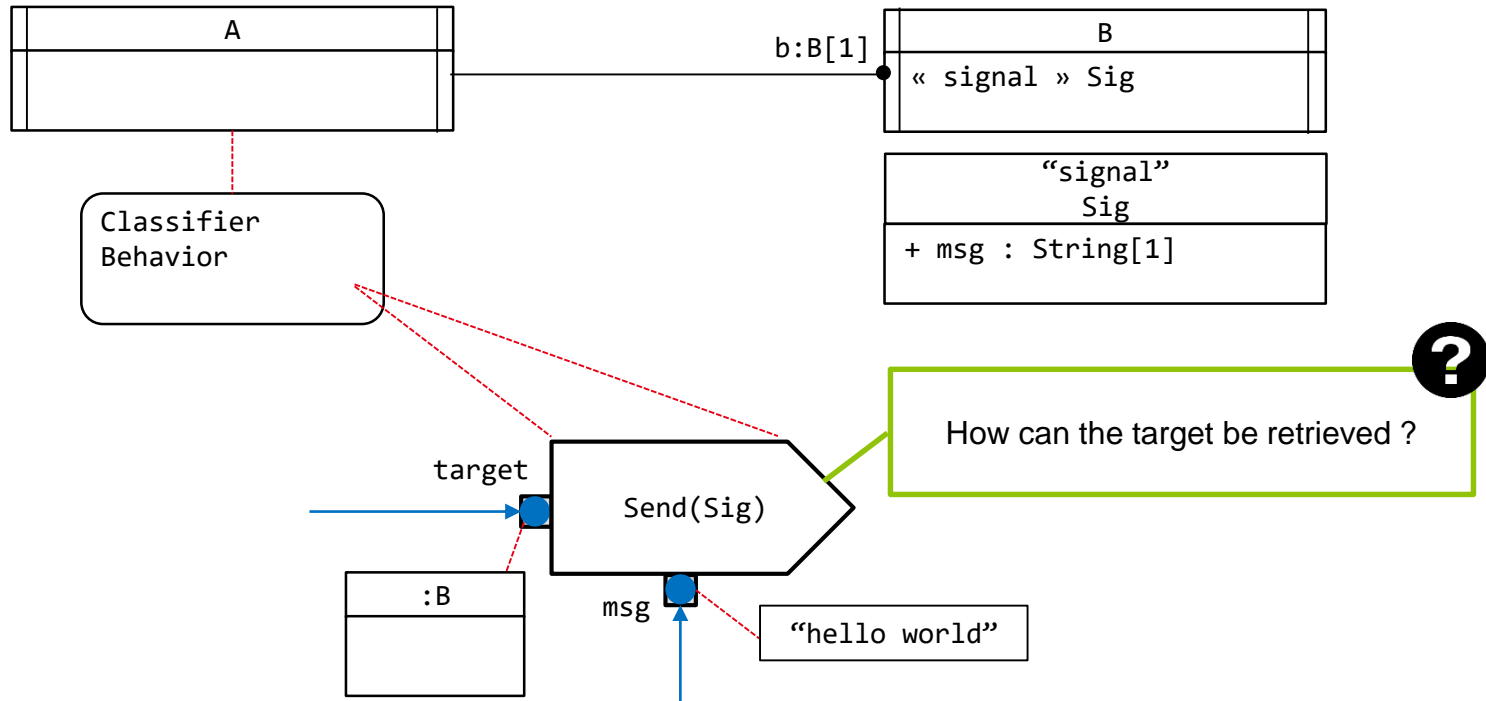 A
b:B[1]
B
« signal » Sig
“signal”
Sig
+ msg : String[1]
Classifier
Behavior
?
How can the target be retrieved ?
target
Send(Sig)
:B
msg
“hello world”